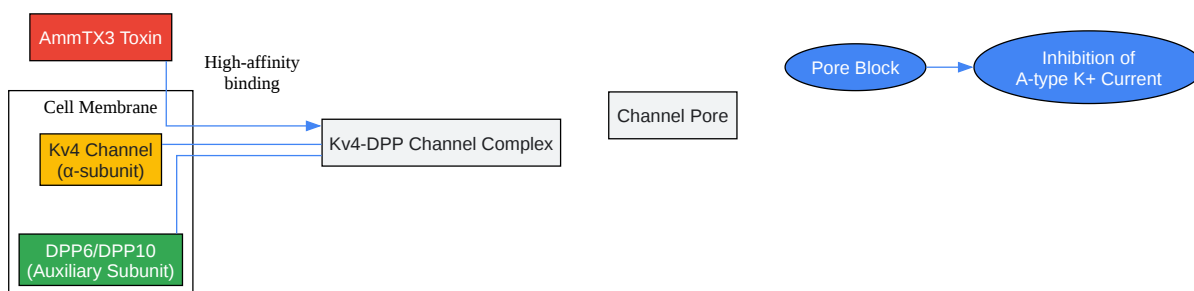 AmmTX3 Toxin
High-affinity
binding
Cell Membrane
Kv4 Channel
(α-subunit)
DPP6/DPP10
(Auxiliary Subunit)
Kv4-DPP Channel Complex
Channel Pore
Pore Block
Inhibition of
A-type K+ Current